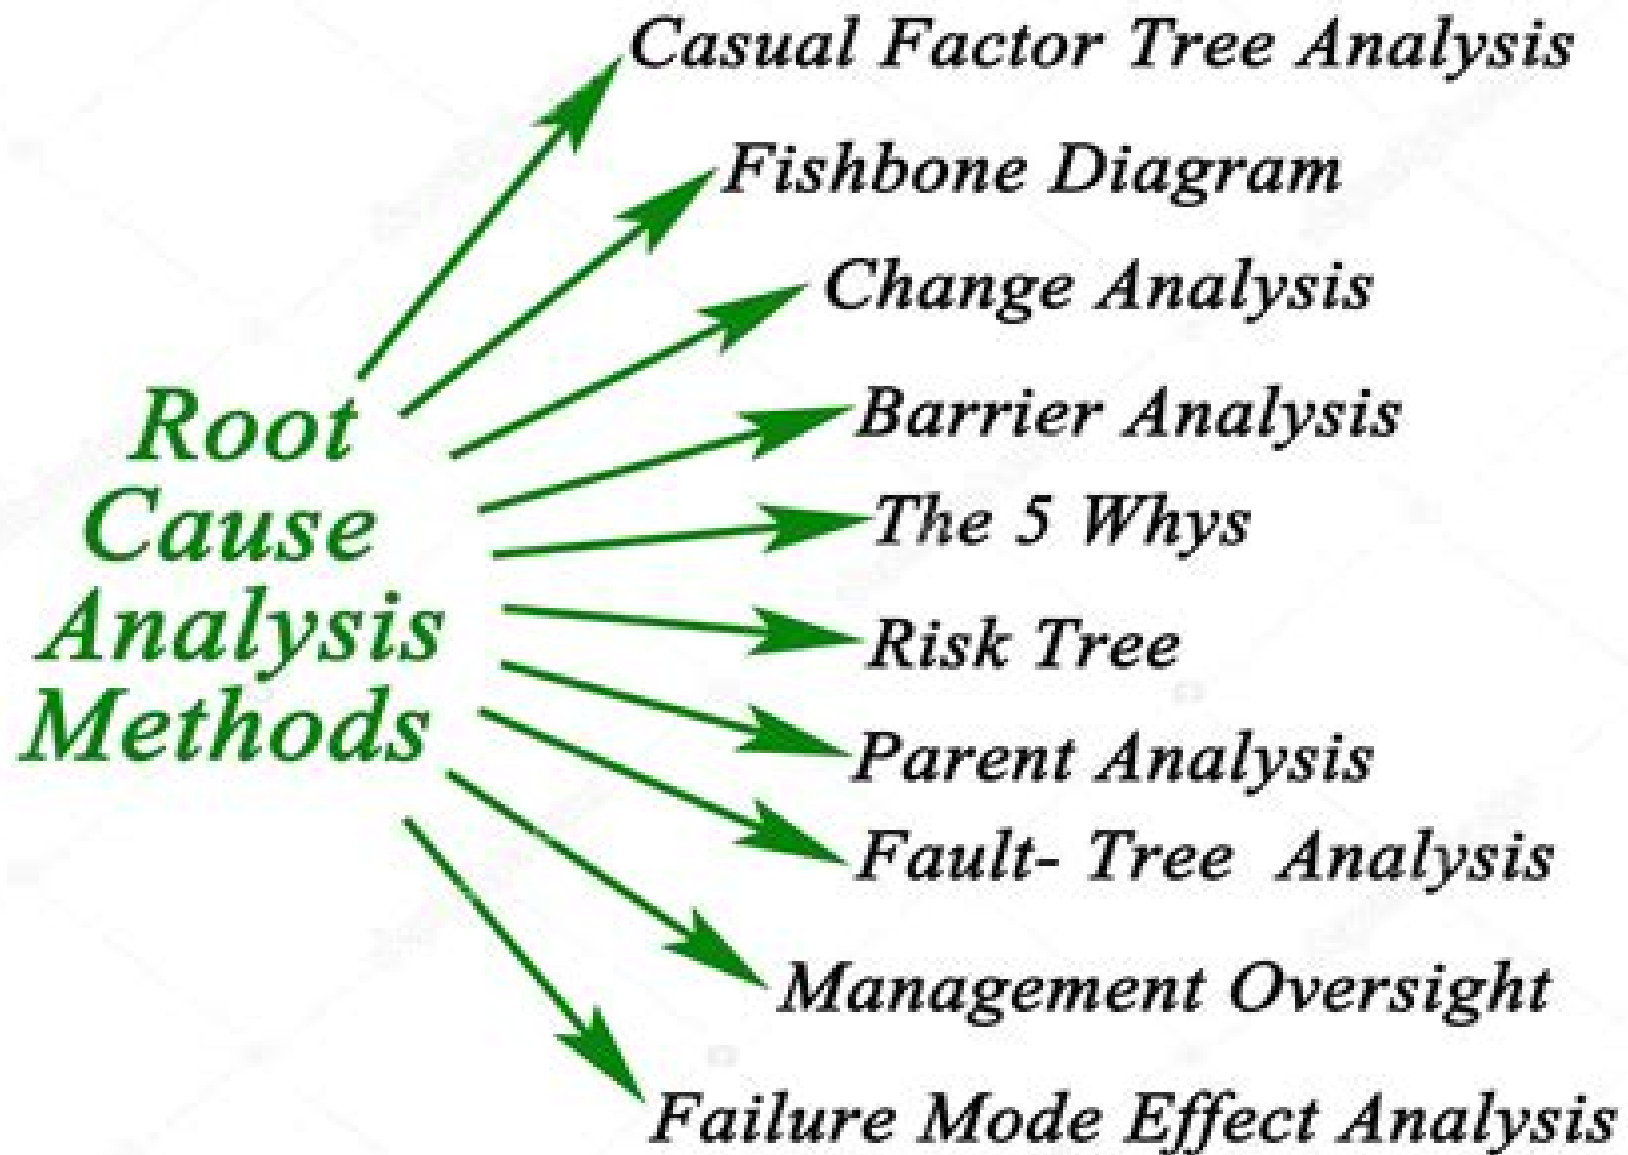 Casual Factor Tree Analysis
Fishbone Diagram
Change Analysis
Barrier Analysis
The 5 Whys
Risk Tree
Parent Analysis
Fault- Tree Analysis
Management Oversight
Failure Mode Effect Analysis
Root
Cause
Analysis
Methods